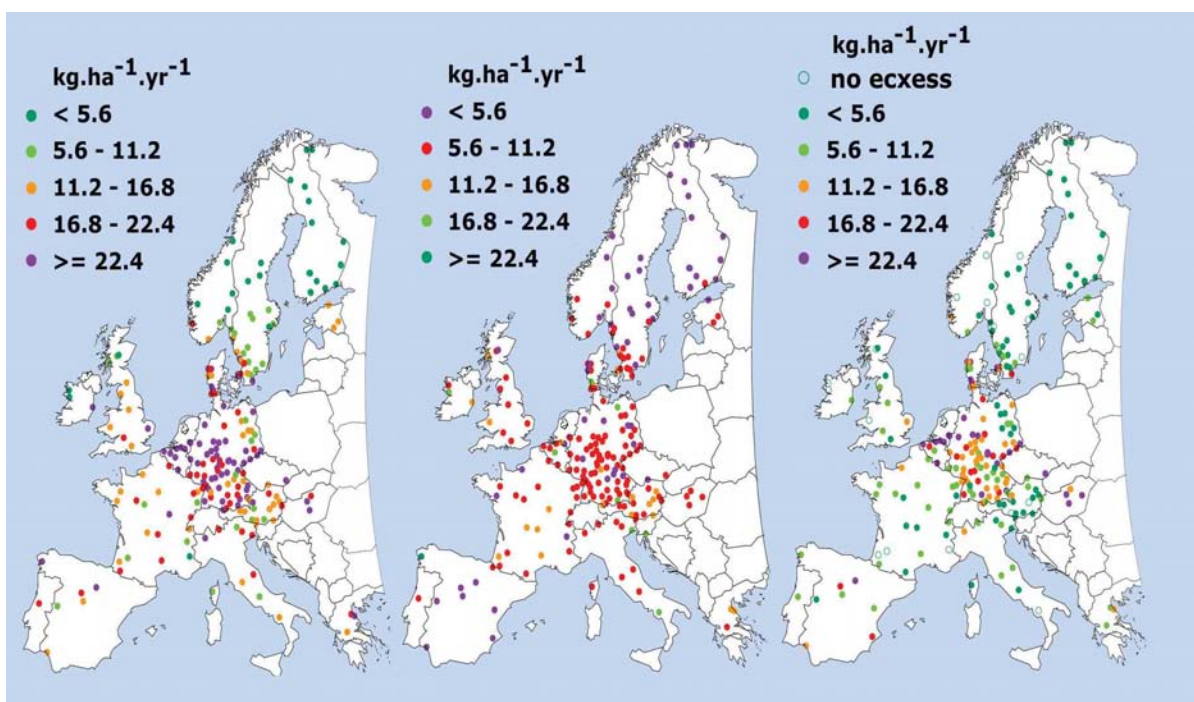 kg.ha⁻¹.yr⁻¹
< 5.6
5.6 - 11.2
11.2 - 16.8
16.8 - 22.4
>= 22.4
kg.ha⁻¹.yr⁻¹
< 5.6
5.6 - 11.2
11.2 - 16.8
16.8 - 22.4
>= 22.4
kg.ha⁻¹.yr⁻¹
no ecxess
< 5.6
5.6 - 11.2
11.2 - 16.8
16.8 - 22.4
>= 22.4